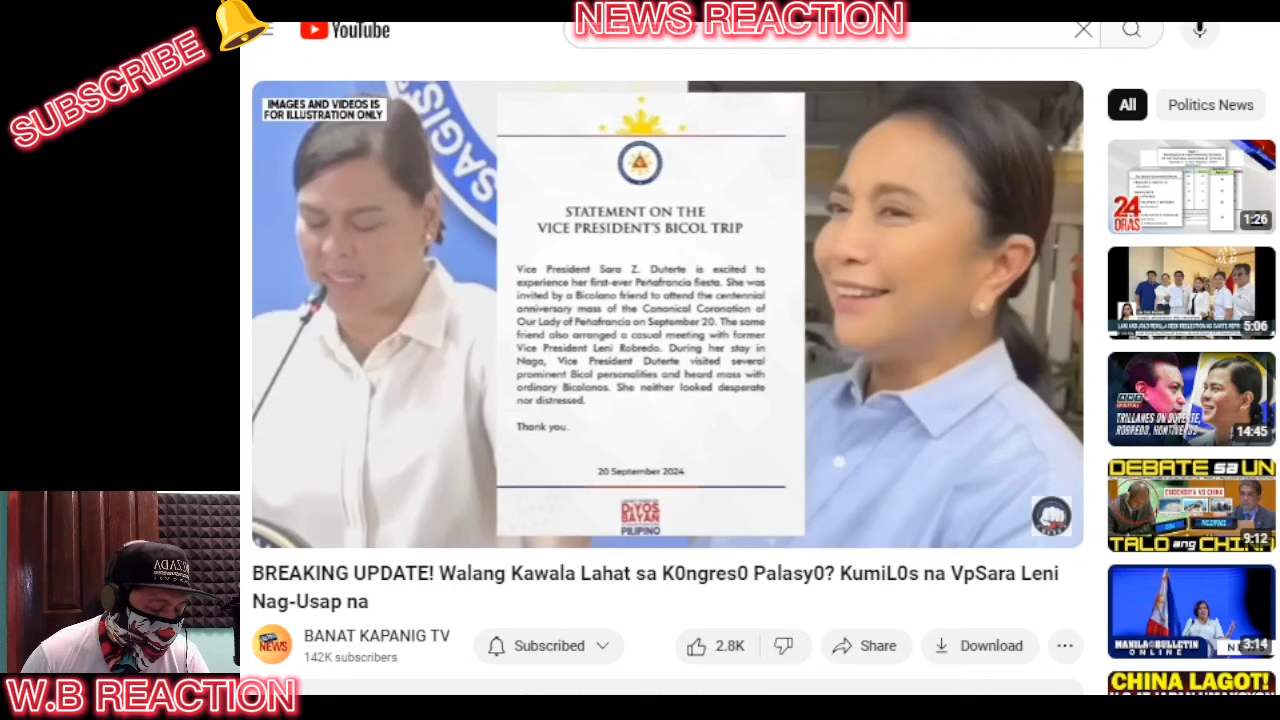 NEWS REACTION
SUBSCRIBE
YouTube
IMAGES AND VIDEOS IS
FOR ILLUSTRATION ONLY
STATEMENT ON THE
VICE PRESIDENT'S BICOL TRIP
Vice President Sara Z. Duterte is excited to
experience her first-ever Peñafrancia fiesta. She was
invited by a Bicolano friend to attend the centennial
anniversary mass of the Canonical Coronation of
Our Lady of Peñafrancia on September 20. The same
friend also arranged a casual meeting with former
Vice President Leni Robredo. During her stay in
Naga, Vice President Duterte visited several
prominent Bicol personalities and heard mass with
ordinary Bicolanos. She neither looked desperate
nor distressed.
Thank you.
20 September 2024
DIYOS
BAYAN
PILIPINO
BREAKING UPDATE! Walang Kawala Lahat sa K0ngres0 Palasy0? KumiL0s na VpSara Leni
Nag-Usap na
BANAT KAPANIG TV
142K subscribers
NEWS
Subscribed
2.8K
Share
Download
All
Politics News
24
ORAS
1:26
5:06
TRILLANES ON DUTERTE,
ROBREDO, HONTIVEROS
14:45
DEBATE sa UN
TALO ang CHINA
9:12
MANILA BULLETIN
ONLINE
3:14
CHINA LAGOT!
W.B REACTION